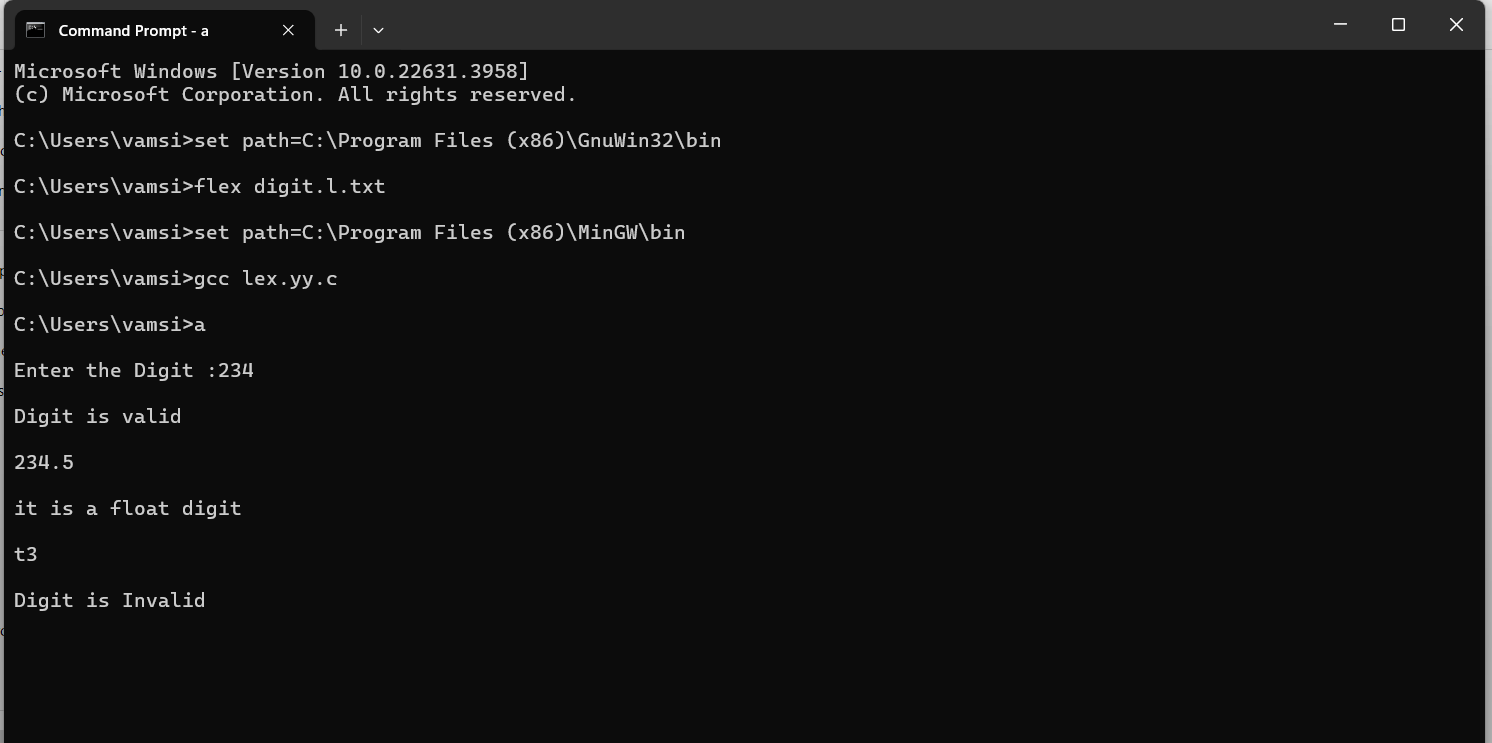 Command Prompt - a
Microsoft Windows [Version 10.0.22631.3958]
(c) Microsoft Corporation. All rights reserved.
C:\Users\vamsi>set path=C:\Program Files (x86)\GnuWin32\bin
C:\Users\vamsi>flex digit.l.txt
C:\Users\vamsi>set path=C:\Program Files (x86)\MinGW\bin
C:\Users\vamsi>gcc lex.yy.c
C:\Users\vamsi>a
Enter the Digit :234
Digit is valid
234.5
it is a float digit
t3
Digit is Invalid